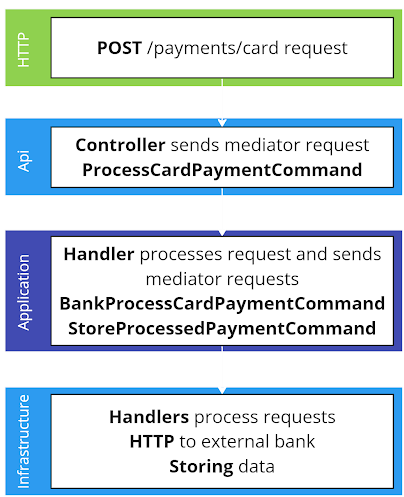 HTTP
POST /payments/card request
Api
Controller sends mediator request
ProcessCardPaymentCommand
Application
Handler processes request and sends
mediator requests
BankProcessCardPaymentCommand
StoreProcessedPaymentCommand
Infrastructure
Handlers process requests
HTTP to external bank
Storing data